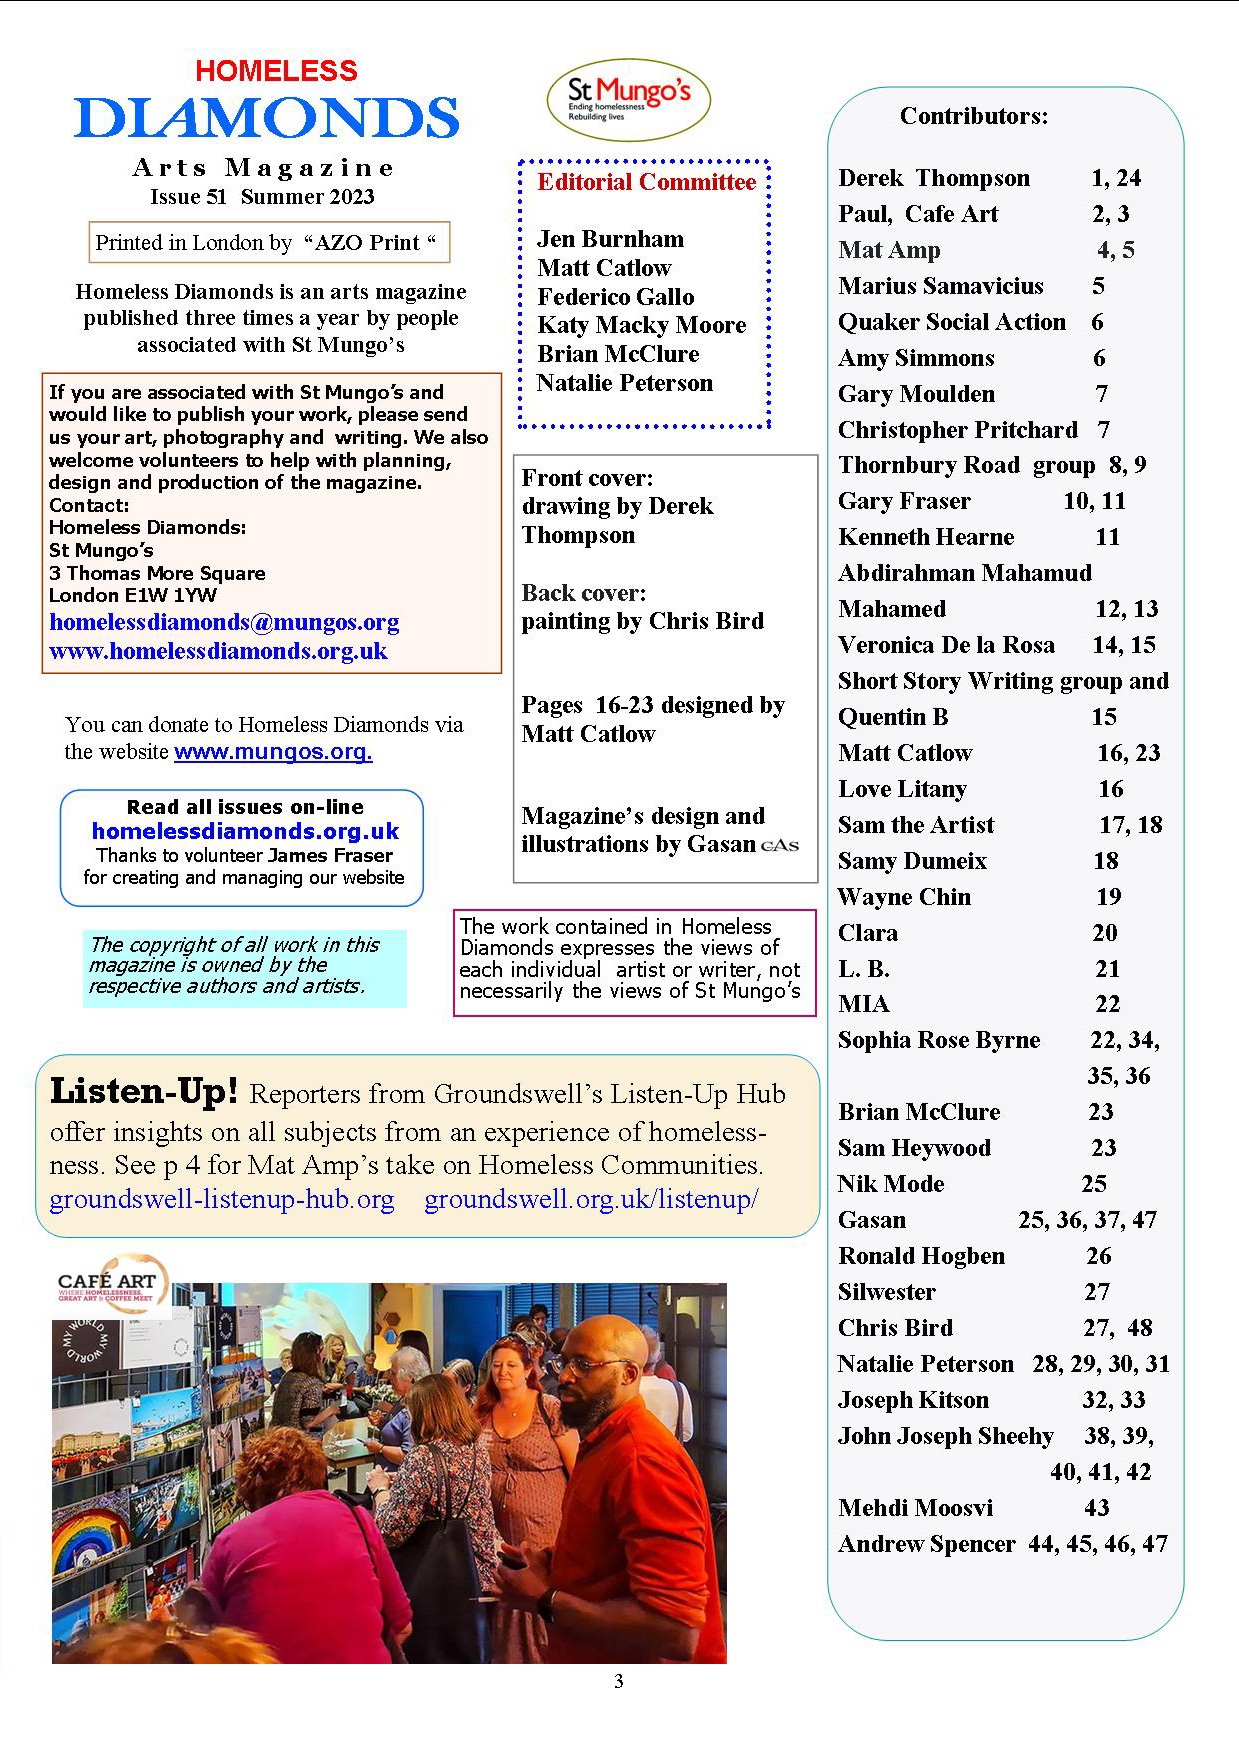 HOMELESS
DIAMONDS
Arts Magazine
Issue 51 Summer 2023
Printed in London by “AZO Print “
Homeless Diamonds is an arts magazine
published three times a year by people
associated with St Mungo’s
If you are associated with St Mungo’s and
would like to publish your work, please send
us your art, photography and writing. We also
welcome volunteers to help with planning,
design and production of the magazine.
Contact:
Homeless Diamonds:
St Mungo’s
3 Thomas More Square
London E1W 1YW
homelessdiamonds@mungos.org
www.homelessdiamonds.org.uk
You can donate to Homeless Diamonds via
the website www.mungos.org.
Read all issues on-line
homelessdiamonds.org.uk
Thanks to volunteer James Fraser
for creating and managing our website
The copyright of all work in this
magazine is owned by the
respective authors and artists.
St Mungo’s
Ending homelessness
Rebuilding lives
Editorial Committee
Jen Burnham
Matt Catlow
Federico Gallo
Katy Macky Moore
Brian McClure
Natalie Peterson
Front cover:
drawing by Derek
Thompson
Back cover:
painting by Chris Bird
Pages 16-23 designed by
Matt Catlow
Magazine’s design and
illustrations by Gasan GAS
The work contained in Homeless
Diamonds expresses the views of
each individual artist or writer, not
necessarily the views of St Mungo’s
Listen-Up! Reporters from Groundswell’s Listen-Up Hub
offer insights on all subjects from an experience of homeless-
ness. See p 4 for Mat Amp’s take on Homeless Communities.
groundswell-listenup-hub.org groundswell.org.uk/listenup/
CAFÉ ART
WHERE HOMELESSNESS,
GREAT ART & COFFEE MEET
MY WORLD MY WORLD
Contributors:
Derek Thompson 1, 24
Paul, Cafe Art 2, 3
Mat Amp 4, 5
Marius Samavicius 5
Quaker Social Action 6
Amy Simmons 6
Gary Moulden 7
Christopher Pritchard 7
Thornbury Road group 8, 9
Gary Fraser 10, 11
Kenneth Hearne 11
Abdirahman Mahamud
Mahamed 12, 13
Veronica De la Rosa 14, 15
Short Story Writing group and
Quentin B 15
Matt Catlow 16, 23
Love Litany 16
Sam the Artist 17, 18
Samy Dumeix 18
Wayne Chin 19
Clara 20
L. B. 21
MIA 22
Sophia Rose Byrne 22, 34,
35, 36
Brian McClure 23
Sam Heywood 23
Nik Mode 25
Gasan 25, 36, 37, 47
Ronald Hogben 26
Silwester 27
Chris Bird 27, 48
Natalie Peterson 28, 29, 30, 31
Joseph Kitson 32, 33
John Joseph Sheehy 38, 39,
40, 41, 42
Mehdi Moosvi 43
Andrew Spencer 44, 45, 46, 47
3